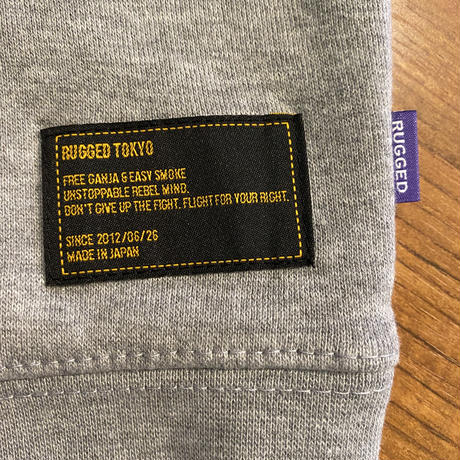 RUGGED TOKYO
FREE GANJA & EASY SMOKE
UNSTOPPABLE REBEL MIND.
DON'T GIVE UP THE FIGHT. FLIGHT FOR YOUR RIGHT.
SINCE 2012/06/26
MADE IN JAPAN
RUGGED